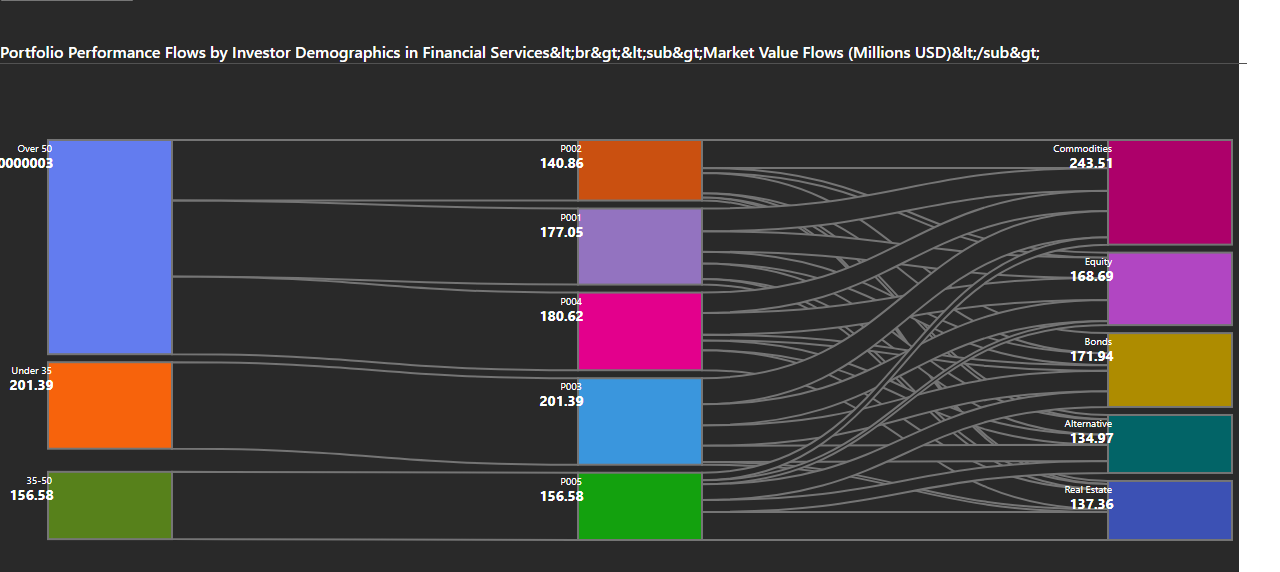 Portfolio Performance Flows by Investor Demographics in Financial Services&lt;br&gt;&lt;sub&gt;Market Value Flows (Millions USD)&lt;/sub&gt;
Over 50
0000003
Under 35
201.39
35-50
156.58
P002
140.86
P001
177.05
P004
180.62
P003
201.39
P005
156.58
Commodities
243.51
Equity
168.69
Bonds
171.94
Alternative
134.97
Real Estate
137.36